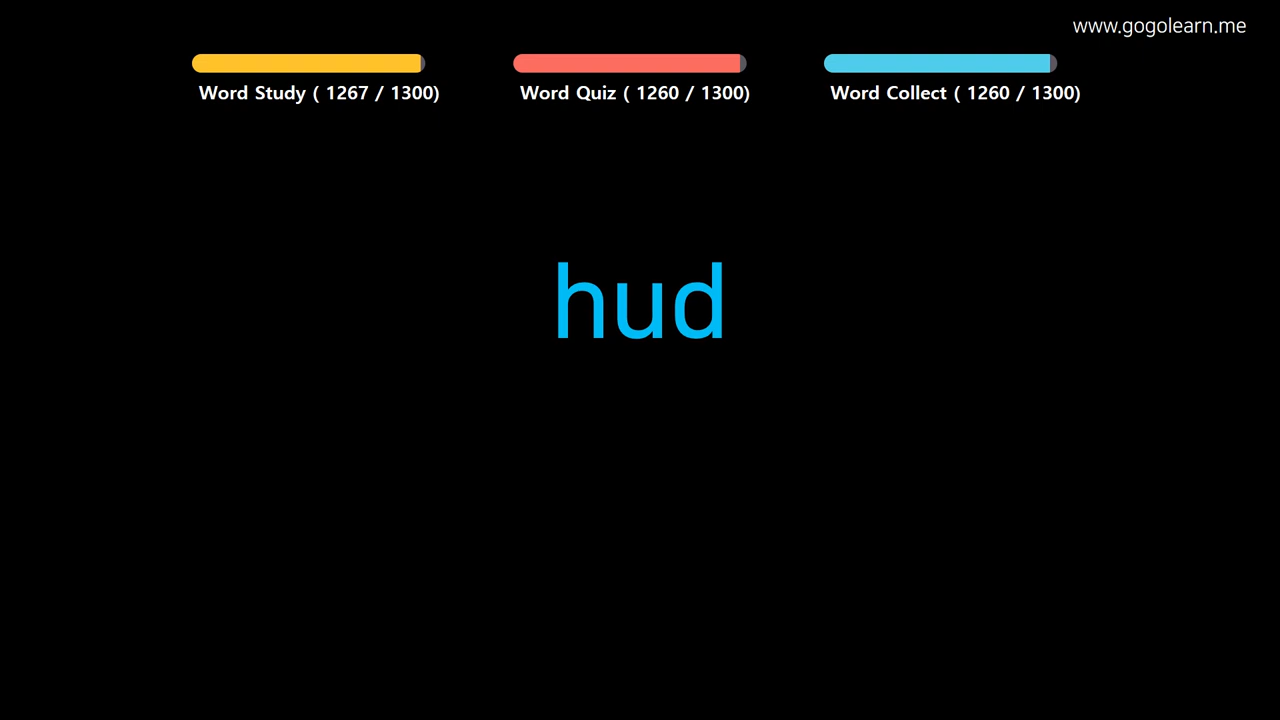 www.gogolearn.me
Word Study ( 1267 / 1300)
Word Quiz ( 1260 / 1300)
Word Collect ( 1260 / 1300)
hud